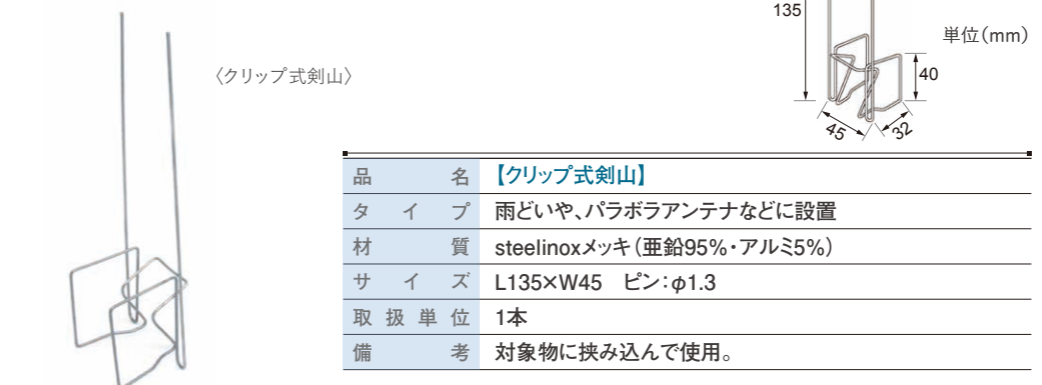 〈クリップ式剣山〉
135
単位（mm）
40
45
32
品名 【クリップ式剣山】
タイプ 雨どいや、パラボラアンテナなどに設置
材質 steelinoxメッキ（亜鉛95%・アルミ5%）
サイズ L135×W45　ピン：φ1.3
取扱単位 1本
備考 対象物に挟み込んで使用。